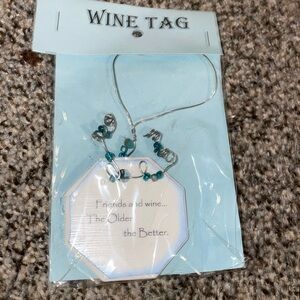 WINE TAG
Friends and wine...
The Older
the Better.